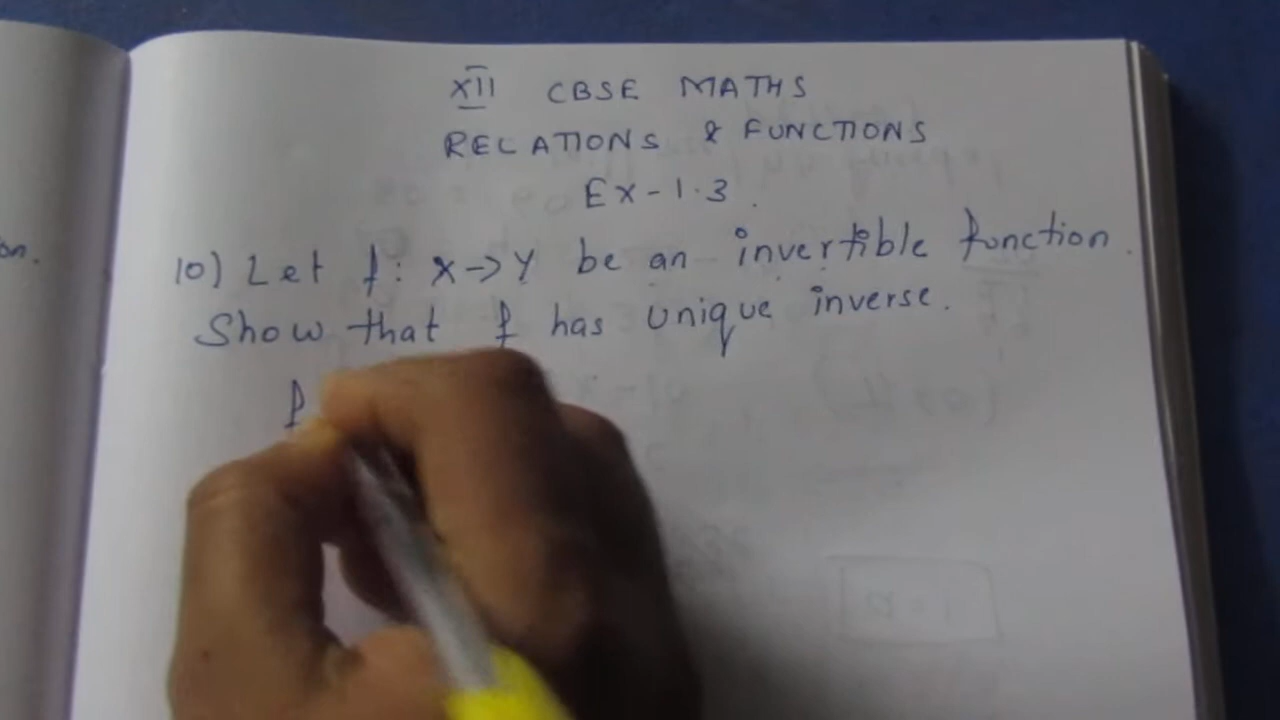 XII CBSE MATHS
RELATIONS & FUNCTIONS
Ex-1.3.
on.
10) Let f: x→y be an invertible function.
Show that f has unique inverse.
f